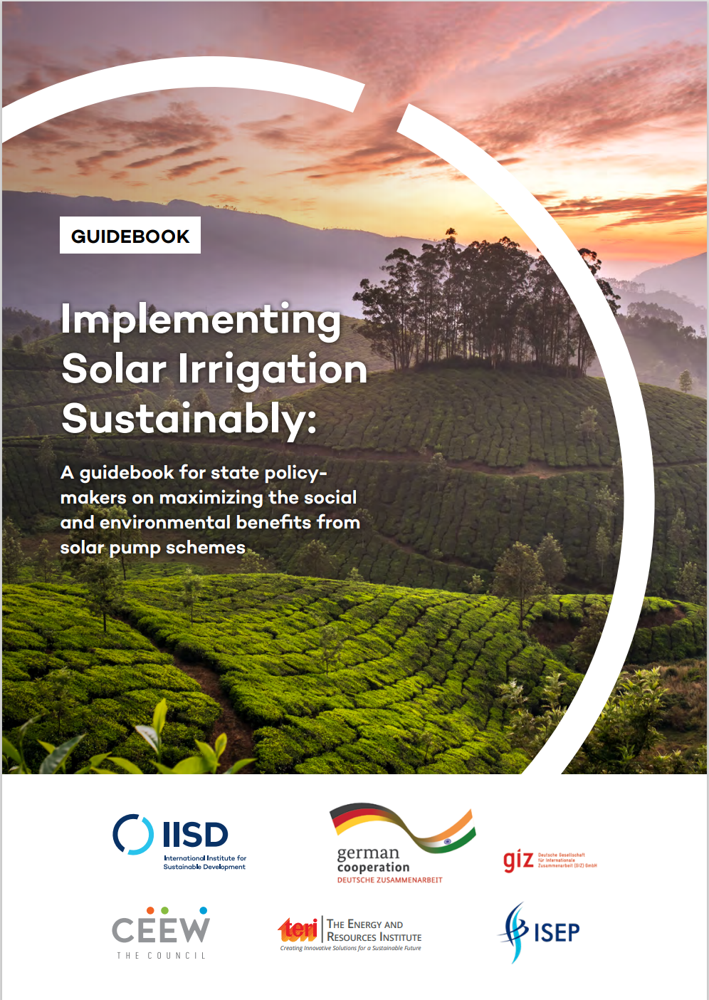 GUIDEBOOK
Implementing
Solar Irrigation
Sustainably:
A guidebook for state policy-
makers on maximizing the social
and environmental benefits from
solar pump schemes
IISD
International Institute for
Sustainable Development
german
cooperation
DEUTSCHE ZUSAMMENARBEIT
giz
Deutsche Gesellschaft
für Internationale
Zusammenarbeit (GIZ) GmbH
CEEW
THE COUNCIL
teri
THE ENERGY AND
RESOURCES INSTITUTE
Creating Innovative Solutions for a Sustainable Future
ISEP